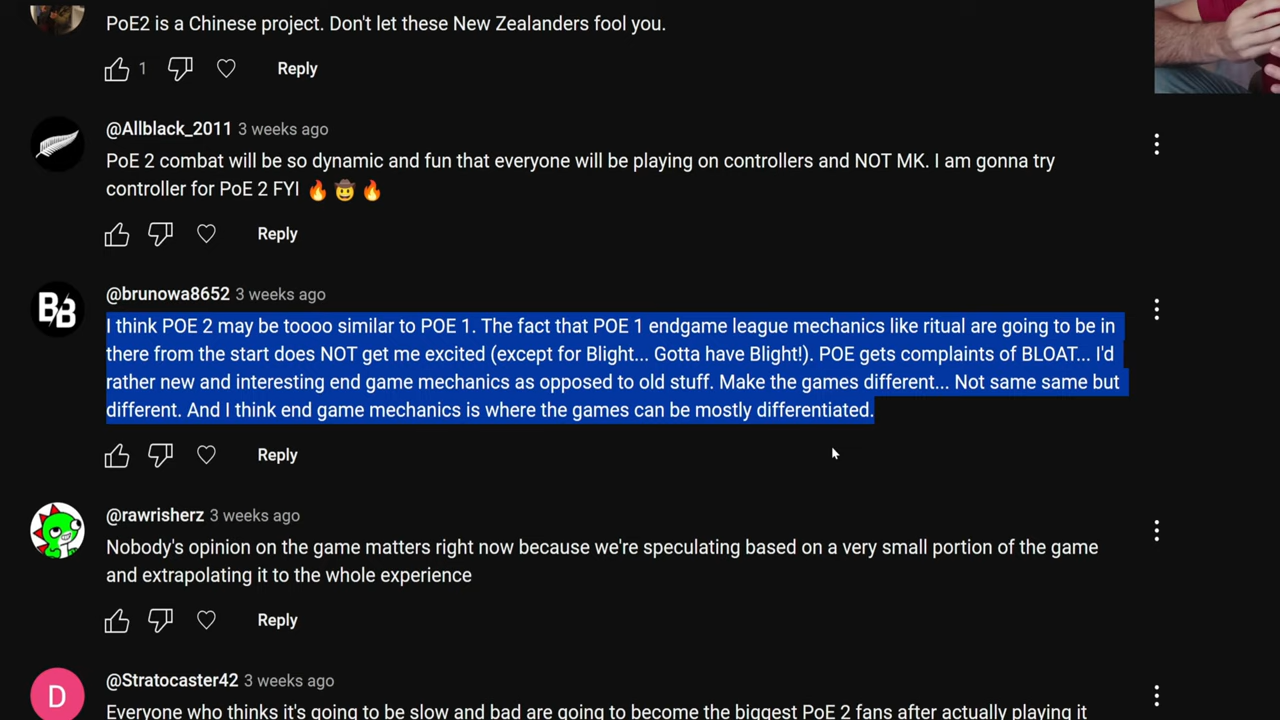 PoE2 is a Chinese project. Don't let these New Zealanders fool you.
1
Reply
@Allblack_2011 3 weeks ago
PoE 2 combat will be so dynamic and fun that everyone will be playing on controllers and NOT MK. I am gonna try
controller for PoE 2 FYI 🔥 🤠 🔥
Reply
BB
@brunowa8652 3 weeks ago
I think POE 2 may be toooo similar to POE 1. The fact that POE 1 endgame league mechanics like ritual are going to be in
there from the start does NOT get me excited (except for Blight... Gotta have Blight!). POE gets complaints of BLOAT... I'd
rather new and interesting end game mechanics as opposed to old stuff. Make the games different... Not same same but
different. And I think end game mechanics is where the games can be mostly differentiated.
Reply
@rawrisherz 3 weeks ago
Nobody's opinion on the game matters right now because we're speculating based on a very small portion of the game
and extrapolating it to the whole experience
Reply
D
@Stratocaster42 3 weeks ago
Everyone who thinks it's going to be slow and bad are going to become the biggest PoE 2 fans after actually playing it